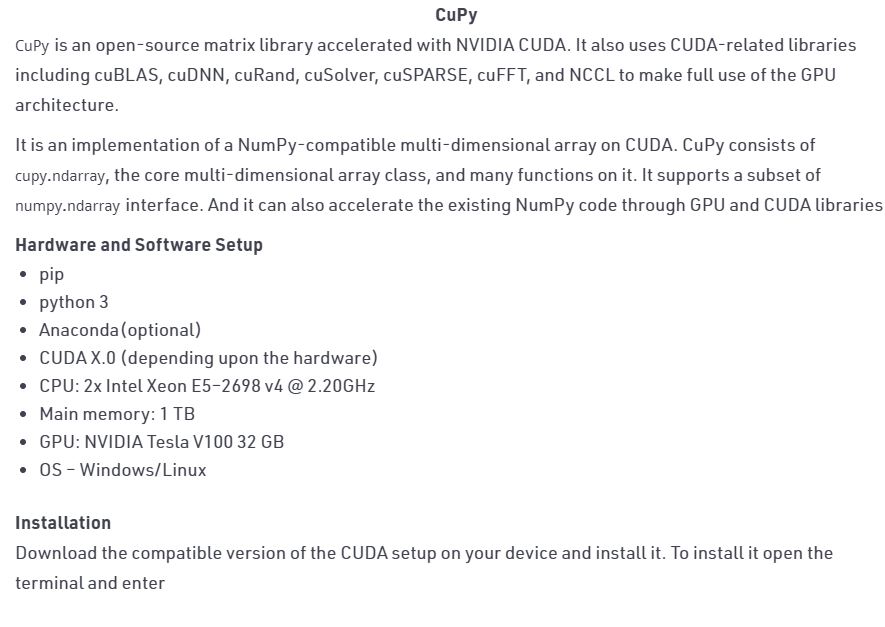 CuPy
CuPy is an open-source matrix library accelerated with NVIDIA CUDA. It also uses CUDA-related libraries
including cuBLAS, cuDNN, cuRand, cuSolver, cuSPARSE, cuFFT, and NCCL to make full use of the GPU
architecture.
It is an implementation of a NumPy-compatible multi-dimensional array on CUDA. CuPy consists of
cupy.ndarray, the core multi-dimensional array class, and many functions on it. It supports a subset of
numpy.ndarray interface. And it can also accelerate the existing NumPy code through GPU and CUDA libraries
Hardware and Software Setup
• pip
• python 3
• Anaconda(optional)
• CUDA X.0 (depending upon the hardware)
• CPU: 2x Intel Xeon E5–2698 v4 @ 2.20GHz
• Main memory: 1 TB
• GPU: NVIDIA Tesla V100 32 GB
• OS – Windows/Linux
Installation
Download the compatible version of the CUDA setup on your device and install it. To install it open the
terminal and enter